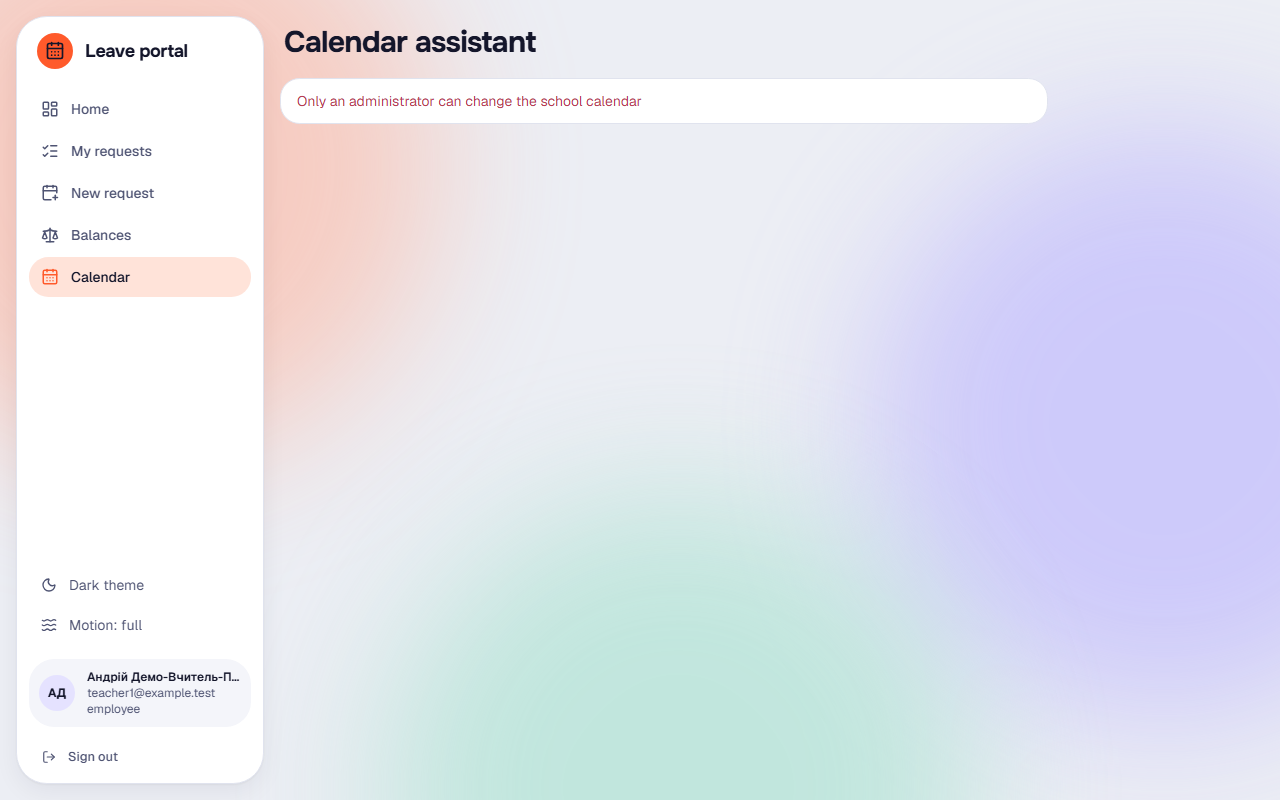 Leave portal
Home
My requests
New request
Balances
Calendar
Dark theme
Motion: full
АД
Андрій Демо-Вчитель-П…
teacher1@example.test
employee
Sign out
Calendar assistant
Only an administrator can change the school calendar